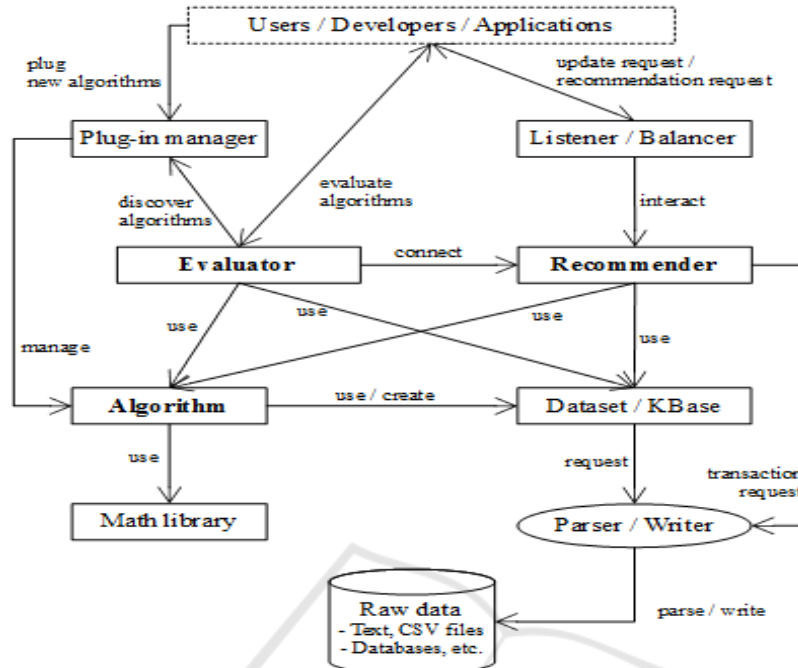 Users / Developers / Applications
plug
new algorithms
update request /
recommendation request
Plug-in manager
Listener / Balancer
discover
algorithms
evaluate
algorithms
interact
Evaluator
connect
Recommender
use
use
use
use
manage
Algorithm
use / create
Dataset / KBase
use
request
transaction
request
Math library
Parser / Writer
Raw data
- Text, CSV files
- Databases, etc.
parse / write